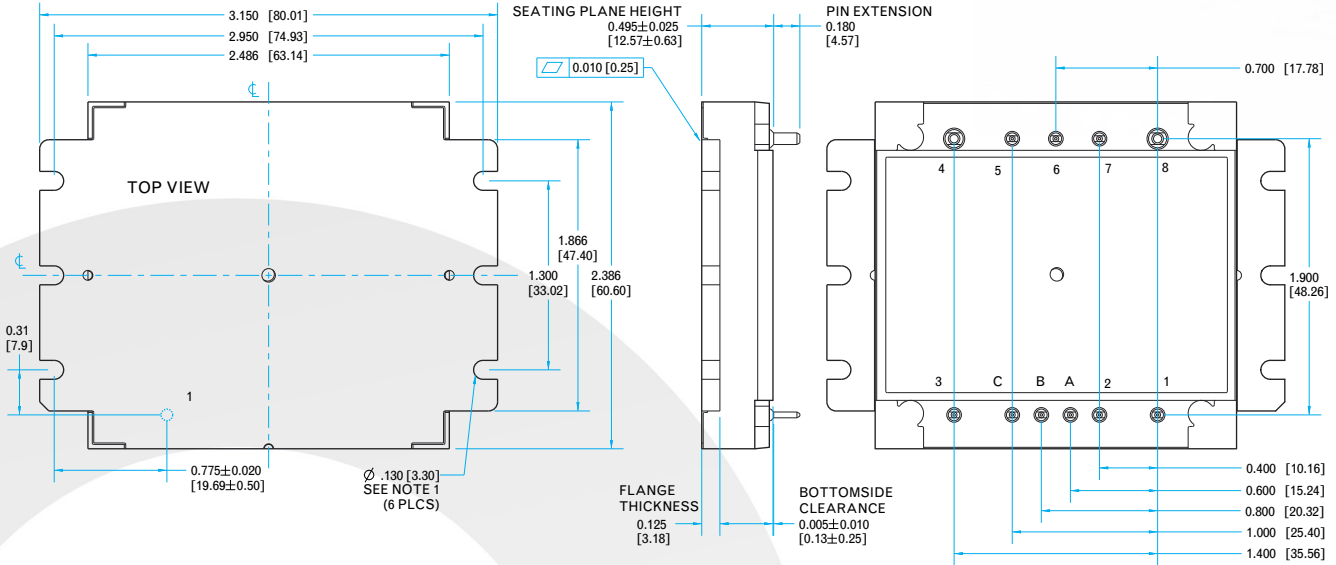 3.150 [80.01]
2.950 [74.93]
2.486 [63.14]
℄
TOP VIEW
℄
1.866
[47.40]
1.300
[33.02]
2.386
[60.60]
0.31
[7.9]
1
0.775±0.020
[19.69±0.50]
Ø .130 [3.30]
SEE NOTE 1
(6 PLCS)
SEATING PLANE HEIGHT
0.495±0.025
[12.57±0.63]
PIN EXTENSION
0.180
[4.57]
▱ 0.010 [0.25]
FLANGE
THICKNESS
0.125
[3.18]
BOTTOMSIDE
CLEARANCE
0.005±0.010
[0.13±0.25]
0.700 [17.78]
4 5 6 7 8
1.900
[48.26]
3 C B A 2 1
0.400 [10.16]
0.600 [15.24]
0.800 [20.32]
1.000 [25.40]
1.400 [35.56]